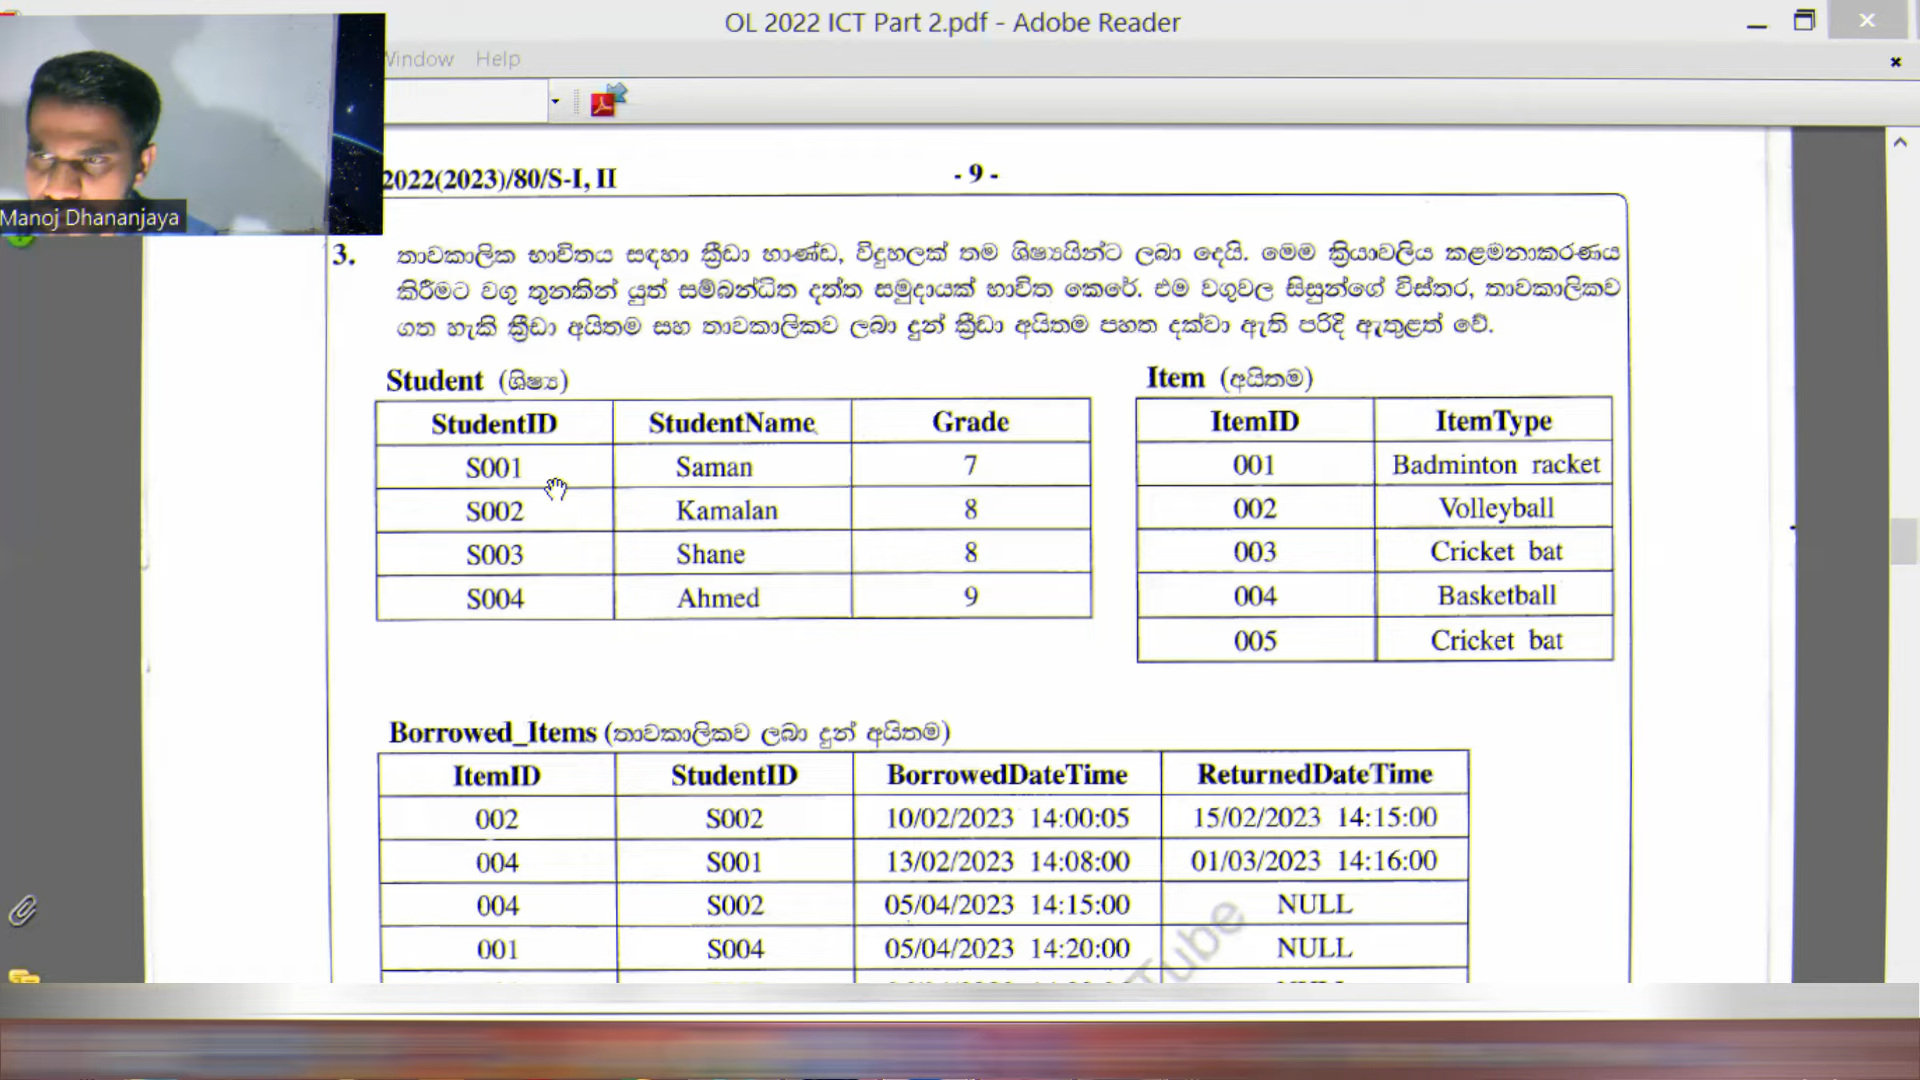 OL 2022 ICT Part 2.pdf - Adobe Reader
Window Help
Manoj Dhananjaya
2022(2023)/80/S-I, II
- 9 -
3. තාවකාලික භාවිතය සඳහා ක්‍රීඩා භාණ්ඩ, විදුහලක් තම ශිෂ්‍යයින්ට ලබා දෙයි. මෙම ක්‍රියාවලිය කළමනාකරණය
කිරීමට වගු තුනකින් යුත් සම්බන්ධිත දත්ත සමුදායක් භාවිත කෙරේ. එම වගුවල සිසුන්ගේ විස්තර, තාවකාලිකව
ගත හැකි ක්‍රීඩා අයිතම සහ තාවකාලිකව ලබා දුන් ක්‍රීඩා අයිතම පහත දක්වා ඇති පරිදි ඇතුළත් වේ.
Student (ශිෂ්‍ය)
StudentID StudentName Grade
S001 Saman 7
S002 Kamalan 8
S003 Shane 8
S004 Ahmed 9
Item (අයිතම)
ItemID ItemType
001 Badminton racket
002 Volleyball
003 Cricket bat
004 Basketball
005 Cricket bat
Borrowed_Items (තාවකාලිකව ලබා දුන් අයිතම)
ItemID StudentID BorrowedDateTime ReturnedDateTime
002 S002 10/02/2023 14:00:05 15/02/2023 14:15:00
004 S001 13/02/2023 14:08:00 01/03/2023 14:16:00
004 S002 05/04/2023 14:15:00 NULL
001 S004 05/04/2023 14:20:00 NULL
Tube